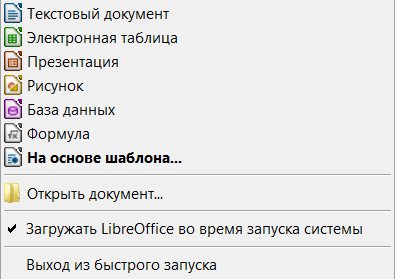 Текстовый документ
Электронная таблица
Презентация
Рисунок
База данных
Формула
На основе шаблона...
Открыть документ...
Загружать LibreOffice во время запуска системы
Выход из быстрого запуска